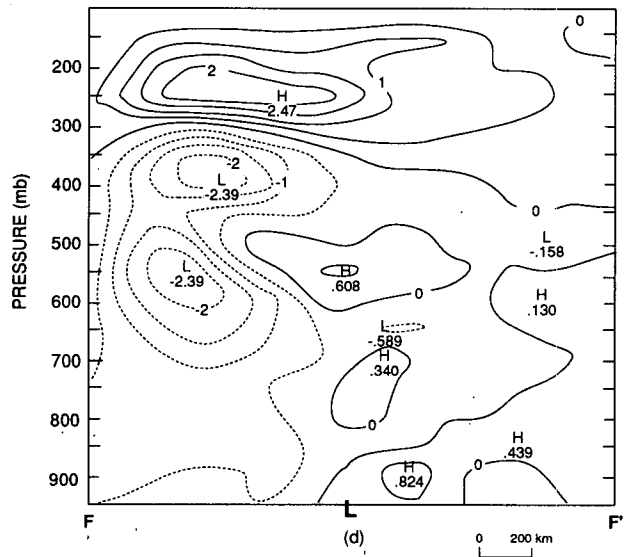 0
200
2
1
H
2.47
300
-2
400
L
-1
-2.39
0
L
-.158
500
L
H
-2.39
.608
0
H
.130
600
-2
L
-.589
700
H
.340
800
0
H
.439
900
H
.824
0
PRESSURE (mb)
F
L
F'
(d)
0 200 km